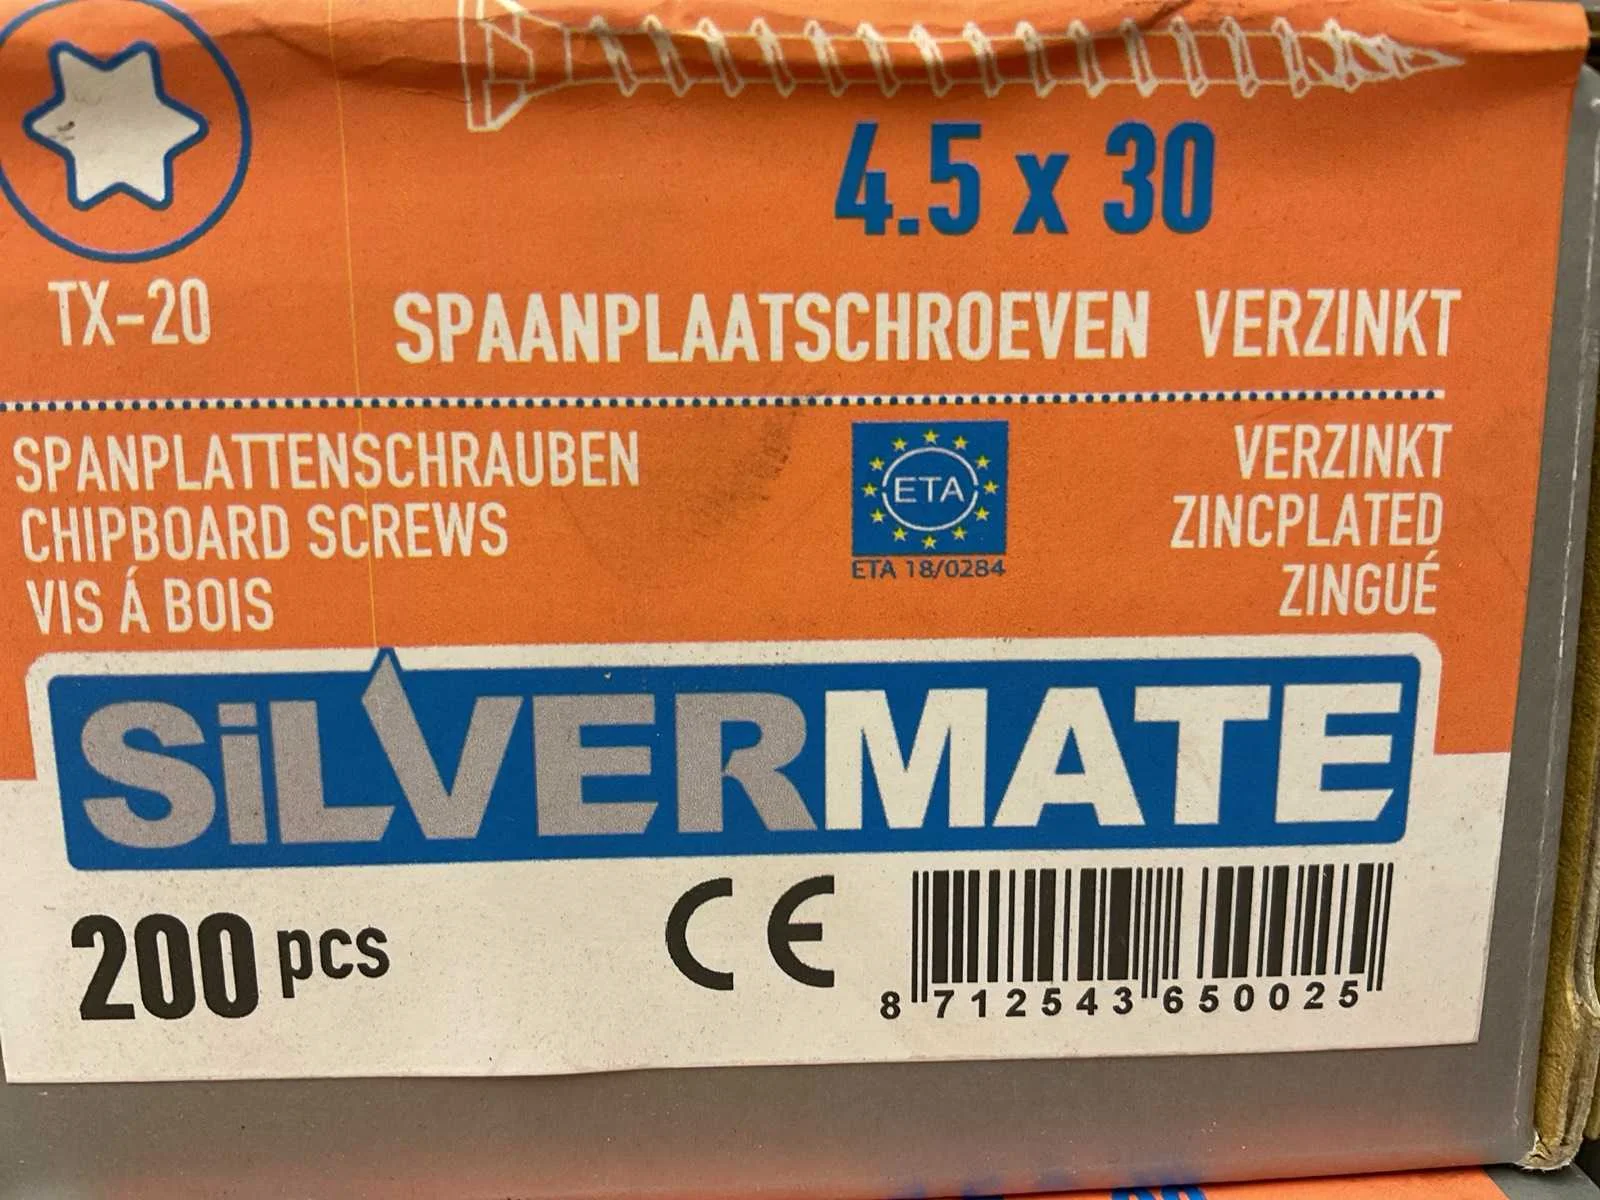 4.5 x 30
TX-20
SPAANPLAATSCHROEVEN VERZINKT
SPANPLATTENSCHRAUBEN
CHIPBOARD SCREWS
VIS Á BOIS
ETA
ETA 18/0284
VERZINKT
ZINCPLATED
ZINGUÉ
SiLVERMATE
200 pcs
CE
8 712543 650025